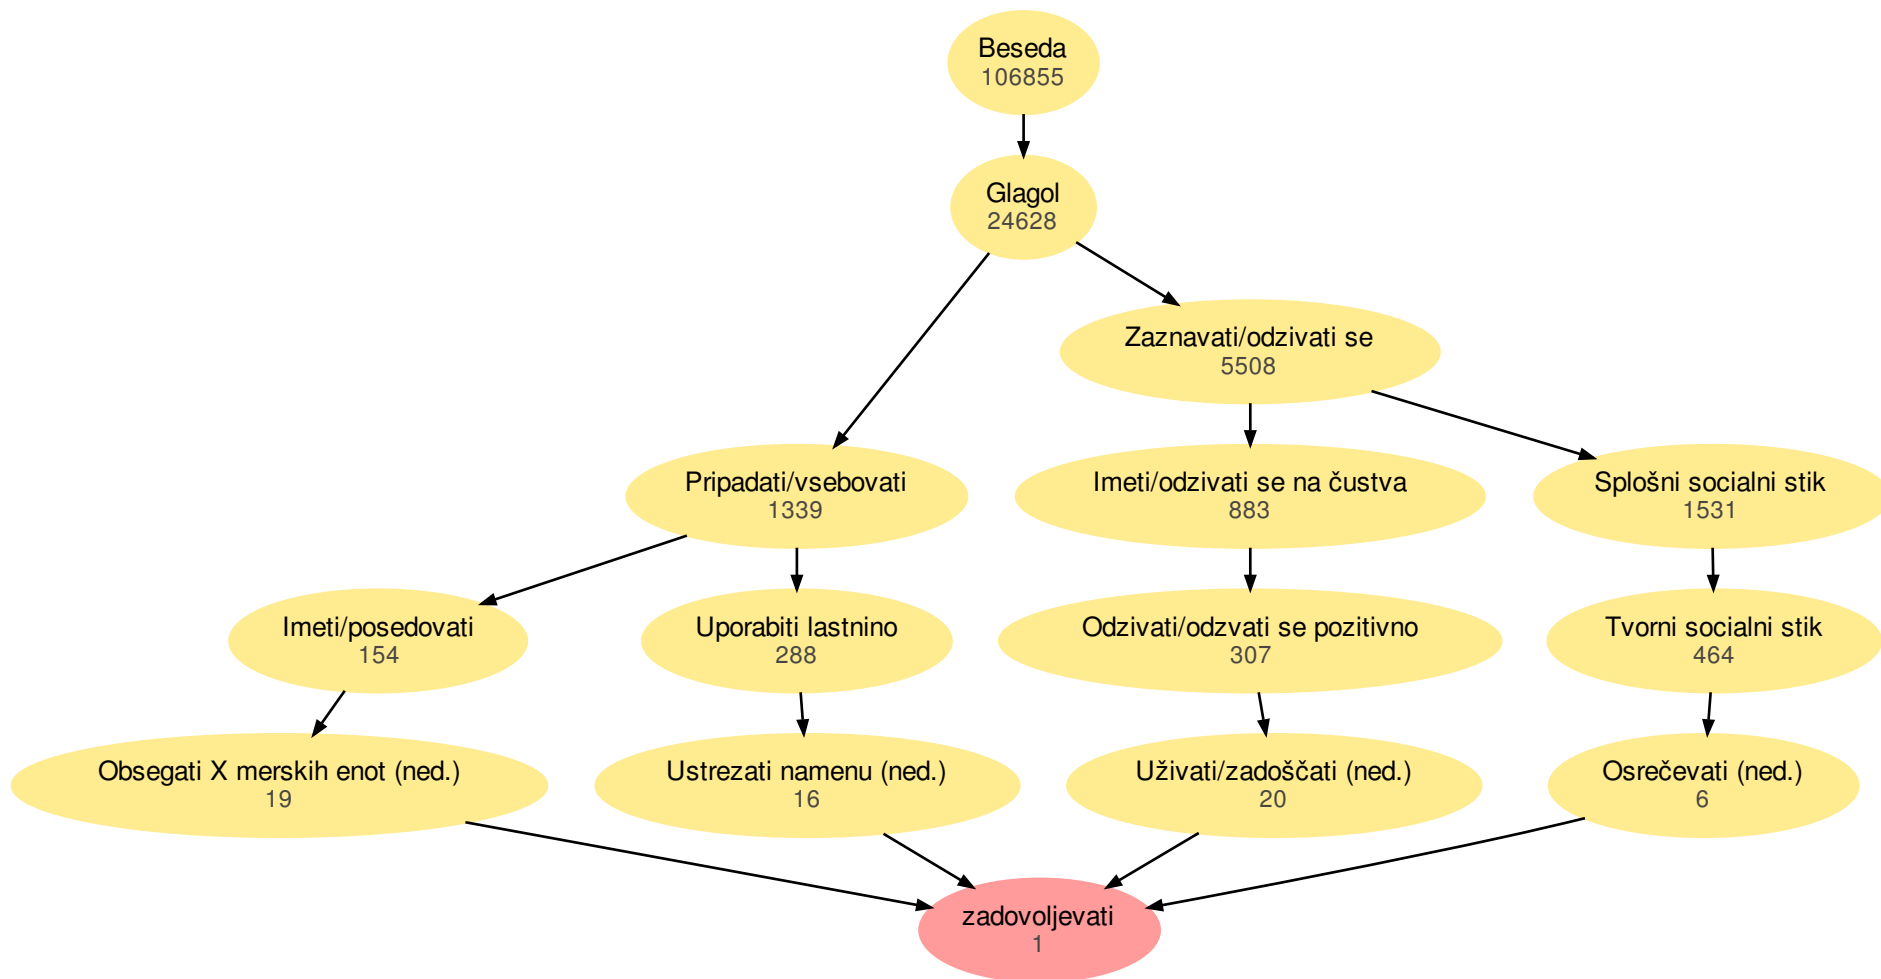 Beseda
106855
Glagol
24628
Zaznavati/odzivati se
5508
Pripadati/vsebovati
1339
Imeti/odzivati se na čustva
883
Splošni socialni stik
1531
Imeti/posedovati
154
Uporabiti lastnino
288
Odzivati/odzvati se pozitivno
307
Tvorni socialni stik
464
Obsegati X merskih enot (ned.)
19
Ustrezati namenu (ned.)
16
Uživati/zadoščati (ned.)
20
Osrečevati (ned.)
6
zadovoljevati
1